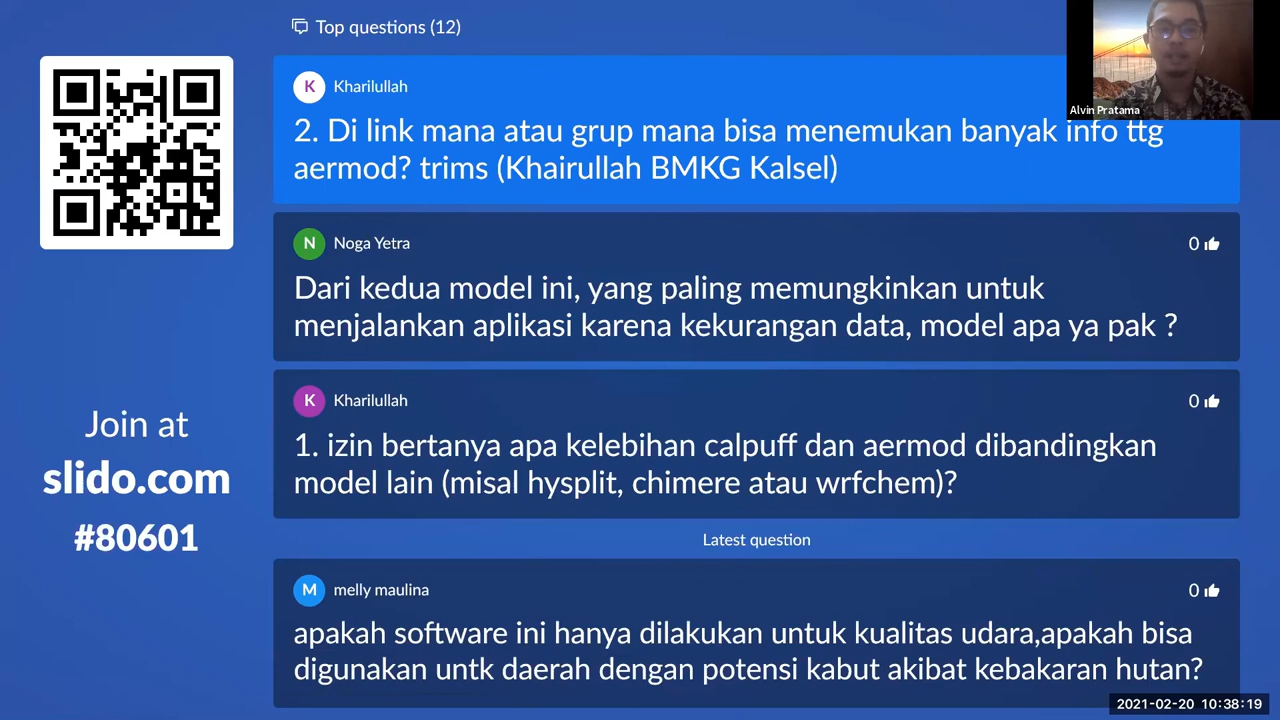 Top questions (12)
Alvin Pratama
K Kharilullah
2. Di link mana atau grup mana bisa menemukan banyak info ttg
aermod? trims (Khairullah BMKG Kalsel)
N Noga Yetra
0
Dari kedua model ini, yang paling memungkinkan untuk
menjalankan aplikasi karena kekurangan data, model apa ya pak ?
K Kharilullah
0
1. izin bertanya apa kelebihan calpuff dan aermod dibandingkan
model lain (misal hysplit, chimere atau wrfchem)?
Join at
slido.com
#80601
Latest question
M melly maulina
0
apakah software ini hanya dilakukan untuk kualitas udara,apakah bisa
digunakan untk daerah dengan potensi kabut akibat kebakaran hutan?
2021-02-20 10:38:19